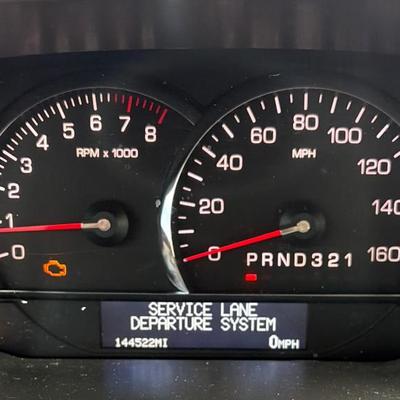 5 6 7 8
4
3
2
1
0
RPM x 1000
60 80 100
40 120
20 140
0 160
MPH
160
PRND321
SERVICE LANE
DEPARTURE SYSTEM
144522MI 0MPH